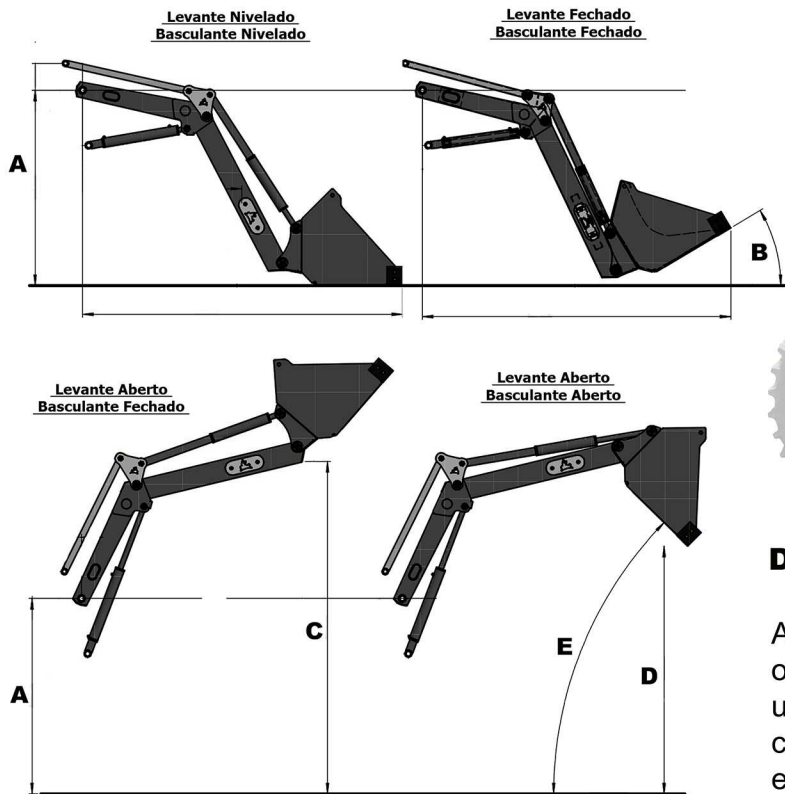 Levante Nivelado
Basculante Nivelado
Levante Fechado
Basculante Fechado
A
B
Levante Aberto
Basculante Fechado
Levante Aberto
Basculante Aberto
A
C
E
D
D
A
o
u
c
e